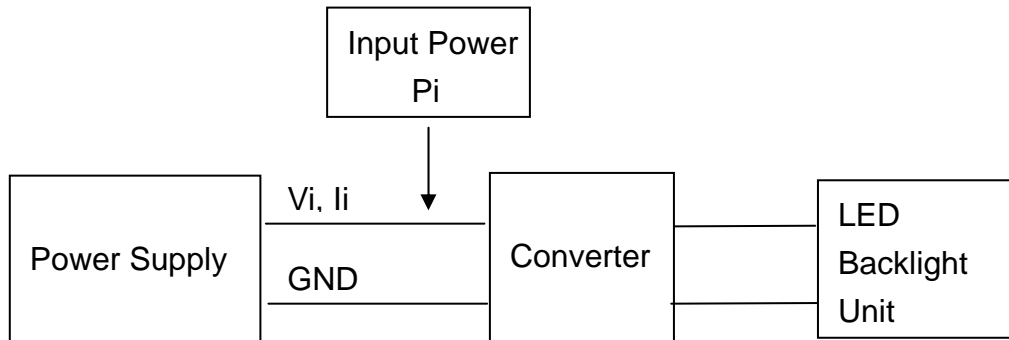 Input Power
Pi
Vi, Ii
Power Supply
GND
Converter
LED
Backlight
Unit